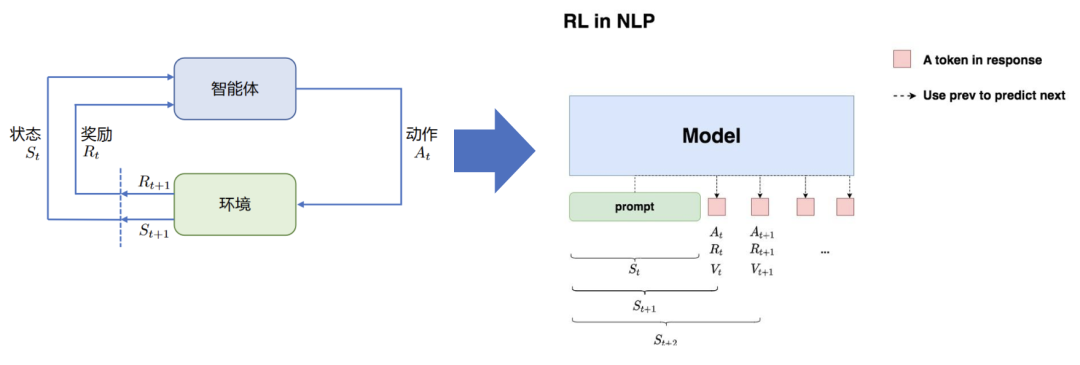 RL in NLP
智能体
状态
$S_t$
奖励
$R_t$
动作
$A_t$
$R_{t+1}$
环境
$S_{t+1}$
A token in response
Use prev to predict next
Model
prompt
$A_t$ $A_{t+1}$
$R_t$ $R_{t+1}$ ...
$V_t$ $V_{t+1}$
$S_t$
$S_{t+1}$
$S_{t+2}$